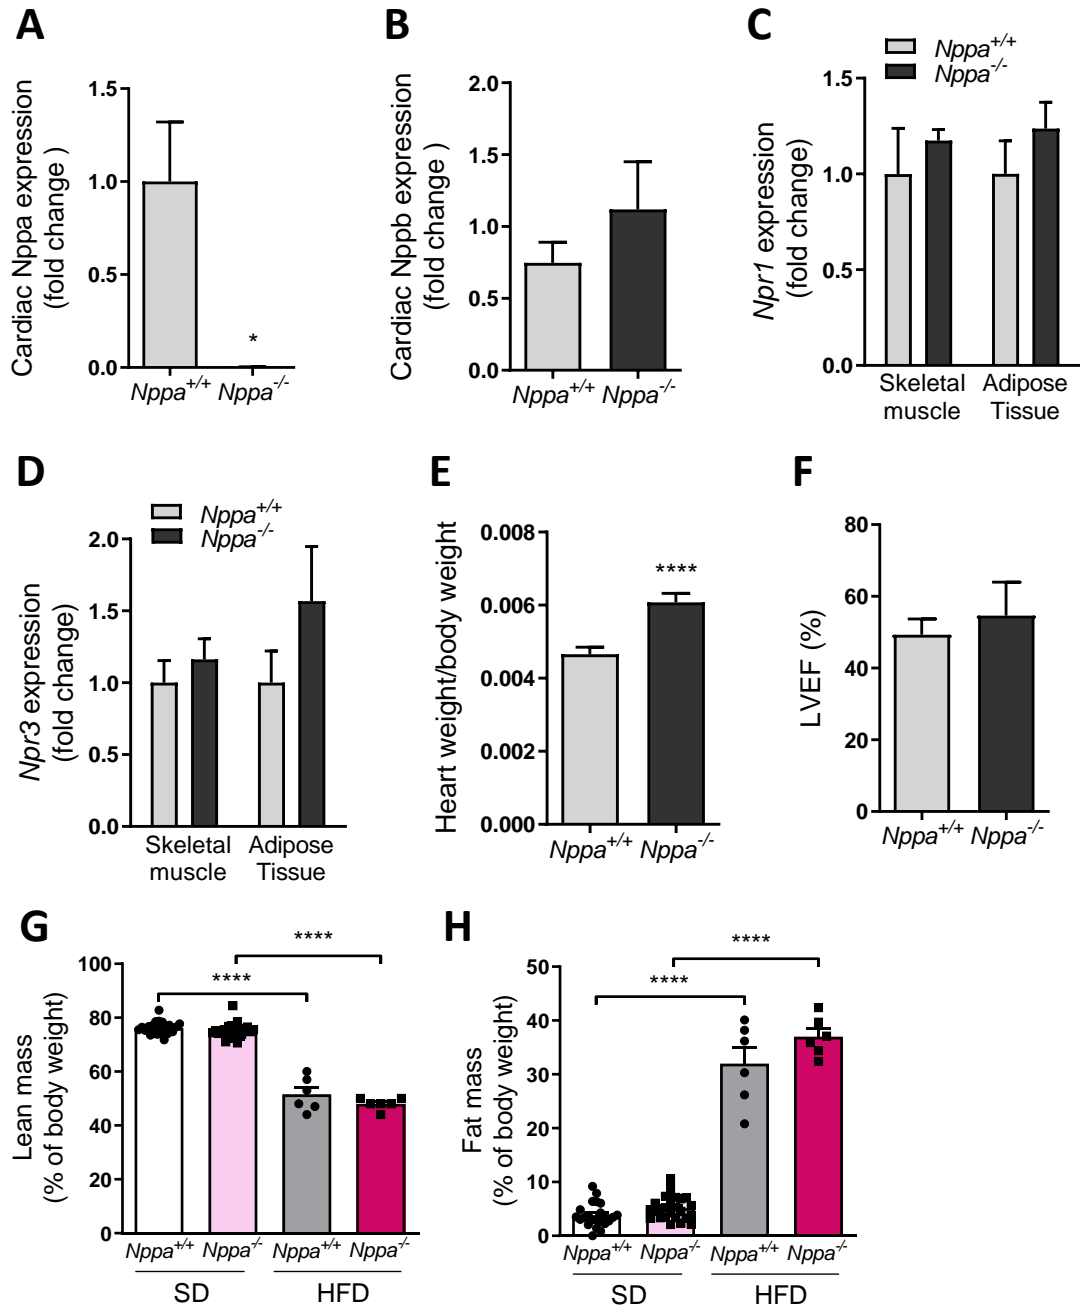 A
Cardiac Nppa expression
(fold change )
1.5
1.0
0.5
0.0
*
Nppa+/+ Nppa-/-
B
Cardiac Nppb expression
(fold change )
2.0
1.5
1.0
0.5
0.0
Nppa+/+ Nppa-/-
C
Nppa+/+
Nppa-/-
Npr1 expression
(fold change)
1.5
1.0
0.5
0.0
Skeletal muscle
Adipose Tissue
D
Nppa+/+
Nppa-/-
Npr3 expression
(fold change)
2.0
1.5
1.0
0.5
0.0
Skeletal muscle
Adipose Tissue
E
Heart weight/body weight
0.008
0.006
0.004
0.002
0.000
****
Nppa+/+ Nppa-/-
F
LVEF (%)
80
60
40
20
0
Nppa+/+ Nppa-/-
G
Lean mass
(% of body weight)
100
80
60
40
20
0
****
****
Nppa+/+ Nppa-/- Nppa+/+ Nppa-/-
SD HFD
H
Fat mass
(% of body weight)
50
40
30
20
10
0
****
****
Nppa+/+ Nppa-/- Nppa+/+ Nppa-/-
SD HFD